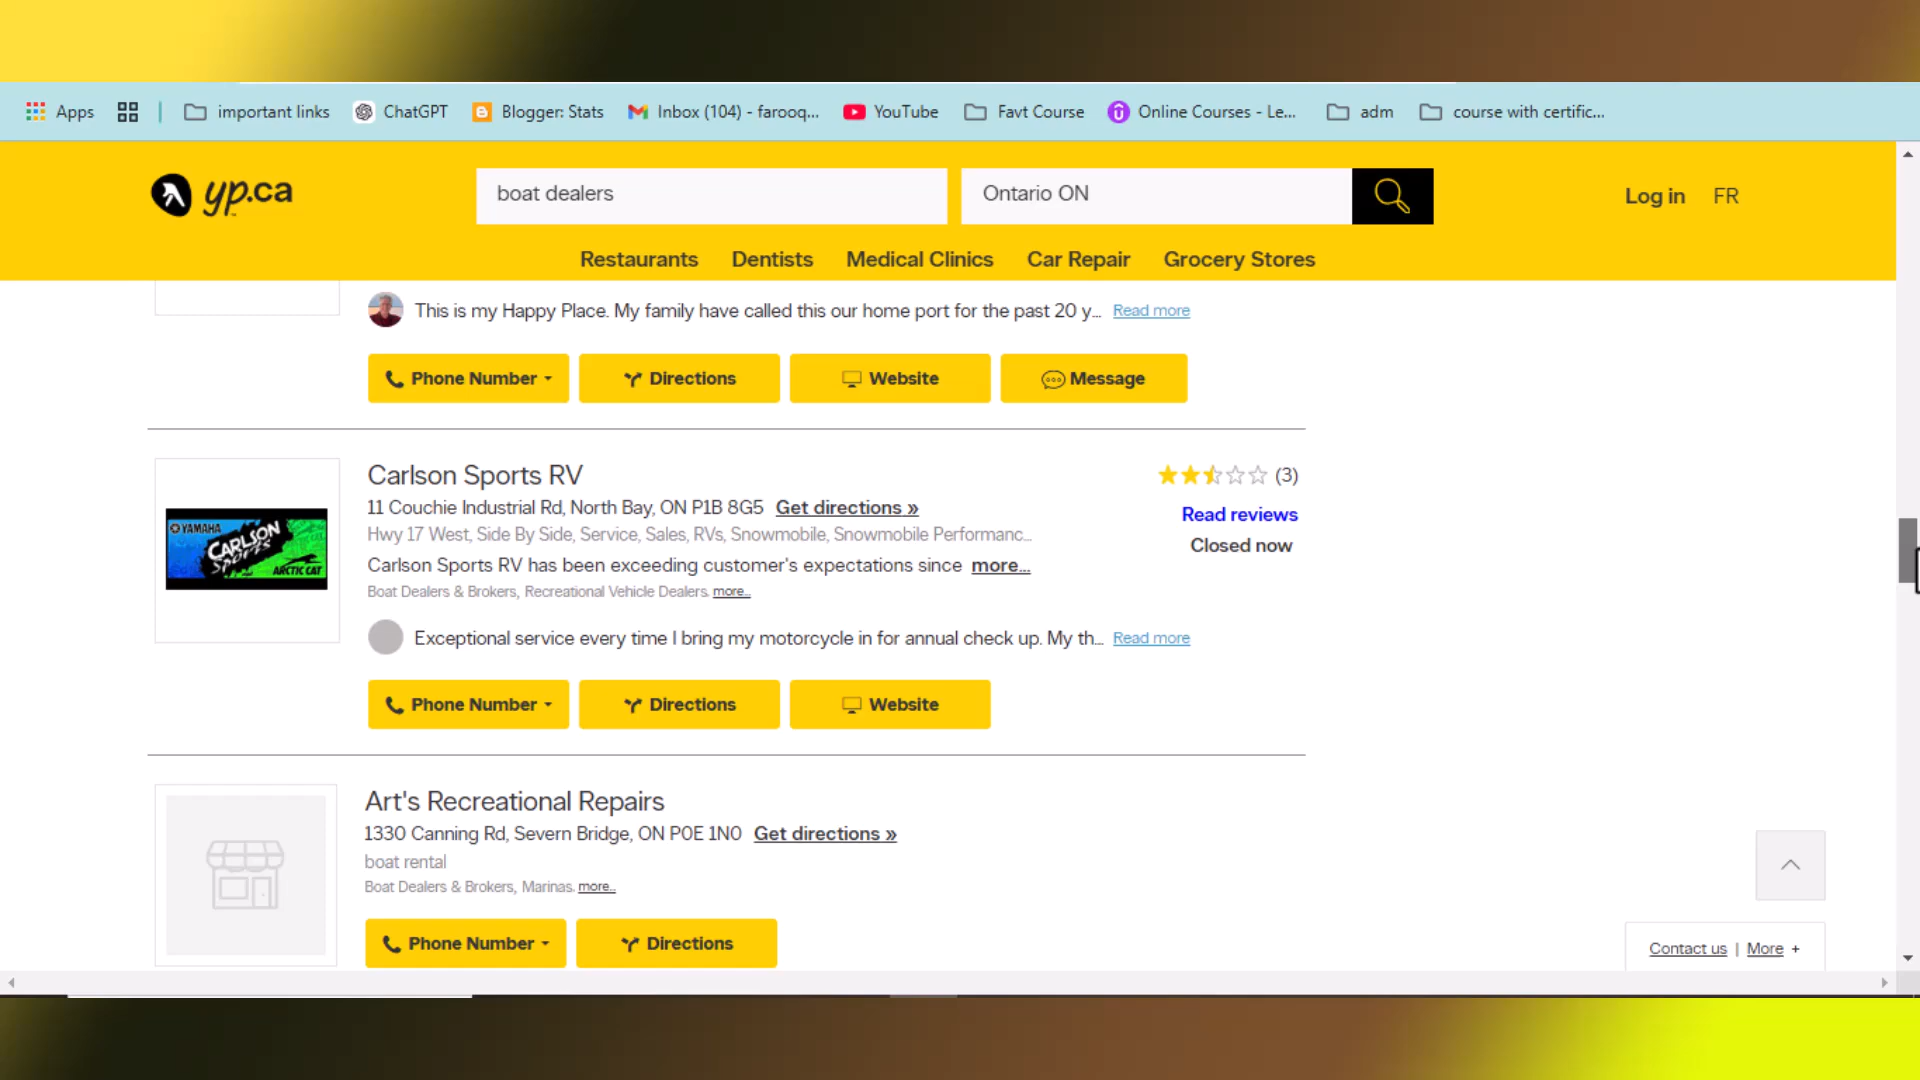 Apps important links ChatGPT Blogger: Stats Inbox (104) - farooq... YouTube Favt Course Online Courses - Le... adm course with certific...
yp.ca boat dealers Ontario ON Log in FR
Restaurants Dentists Medical Clinics Car Repair Grocery Stores
This is my Happy Place. My family have called this our home port for the past 20 y... Read more
Phone Number Directions Website Message
Carlson Sports RV (3)
11 Couchie Industrial Rd, North Bay, ON P1B 8G5 Get directions »
Read reviews
Hwy 17 West, Side By Side, Service, Sales, RVs, Snowmobile, Snowmobile Performanc...
Closed now
Carlson Sports RV has been exceeding customer's expectations since more...
Boat Dealers & Brokers, Recreational Vehicle Dealers. more...
YAMAHA
CARLSON
Sports
ARCTIC CAT
Exceptional service every time I bring my motorcycle in for annual check up. My th... Read more
Phone Number Directions Website
Art's Recreational Repairs
1330 Canning Rd, Severn Bridge, ON P0E 1N0 Get directions »
boat rental
Boat Dealers & Brokers, Marinas. more...
Phone Number Directions
Contact us | More +